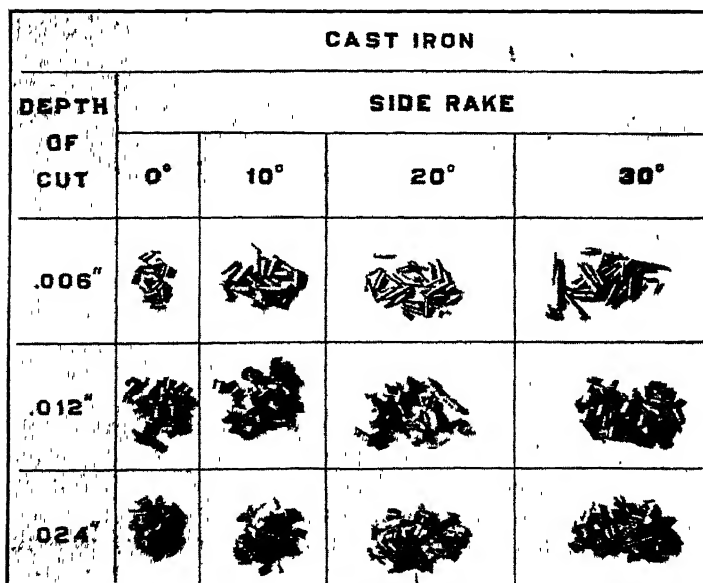 CAST IRON
DEPTH
OF
CUT
SIDE RAKE
0° 10° 20° 30°
.006"
.012"
.024"